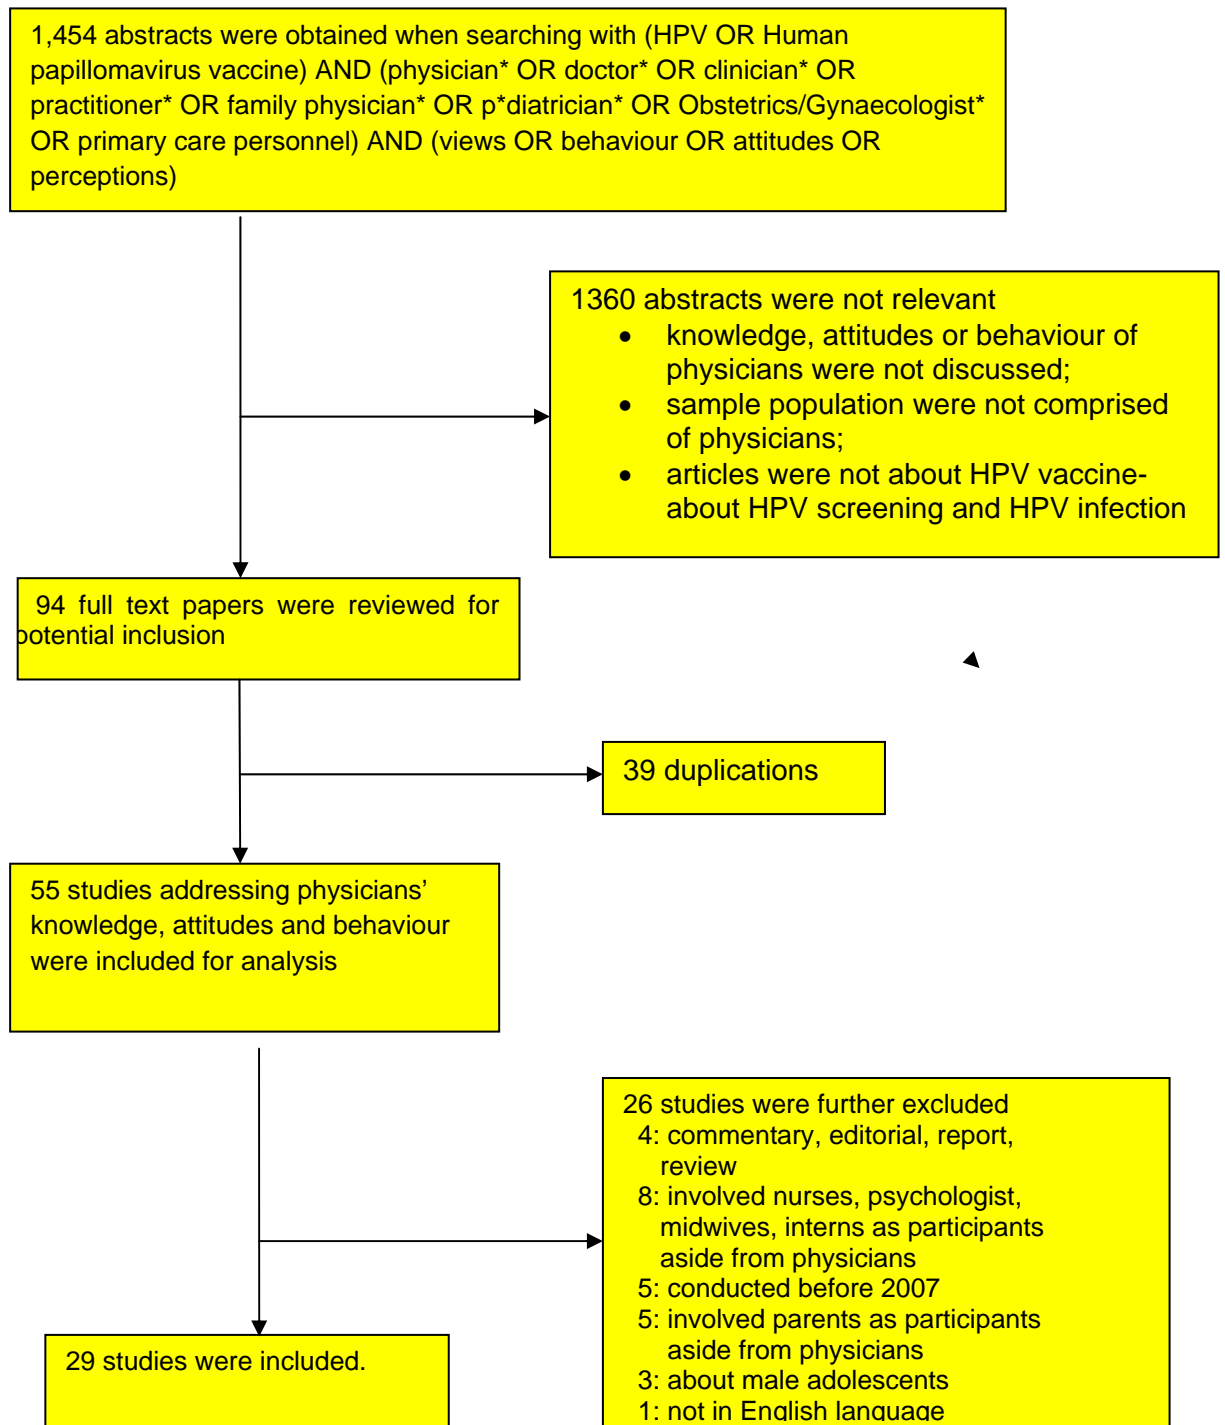 1,454 abstracts were obtained when searching with (HPV OR Human
papillomavirus vaccine) AND (physician* OR doctor* OR clinician* OR
practitioner* OR family physician* OR p*diatrician* OR Obstetrics/Gynaecologist*
OR primary care personnel) AND (views OR behaviour OR attitudes OR
perceptions)
1360 abstracts were not relevant
• knowledge, attitudes or behaviour of
physicians were not discussed;
• sample population were not comprised
of physicians;
• articles were not about HPV vaccine-
about HPV screening and HPV infection
94 full text papers were reviewed for
potential inclusion
39 duplications
55 studies addressing physicians’
knowledge, attitudes and behaviour
were included for analysis
26 studies were further excluded
4: commentary, editorial, report,
review
8: involved nurses, psychologist,
midwives, interns as participants
aside from physicians
5: conducted before 2007
5: involved parents as participants
aside from physicians
3: about male adolescents
1: not in English language
29 studies were included.